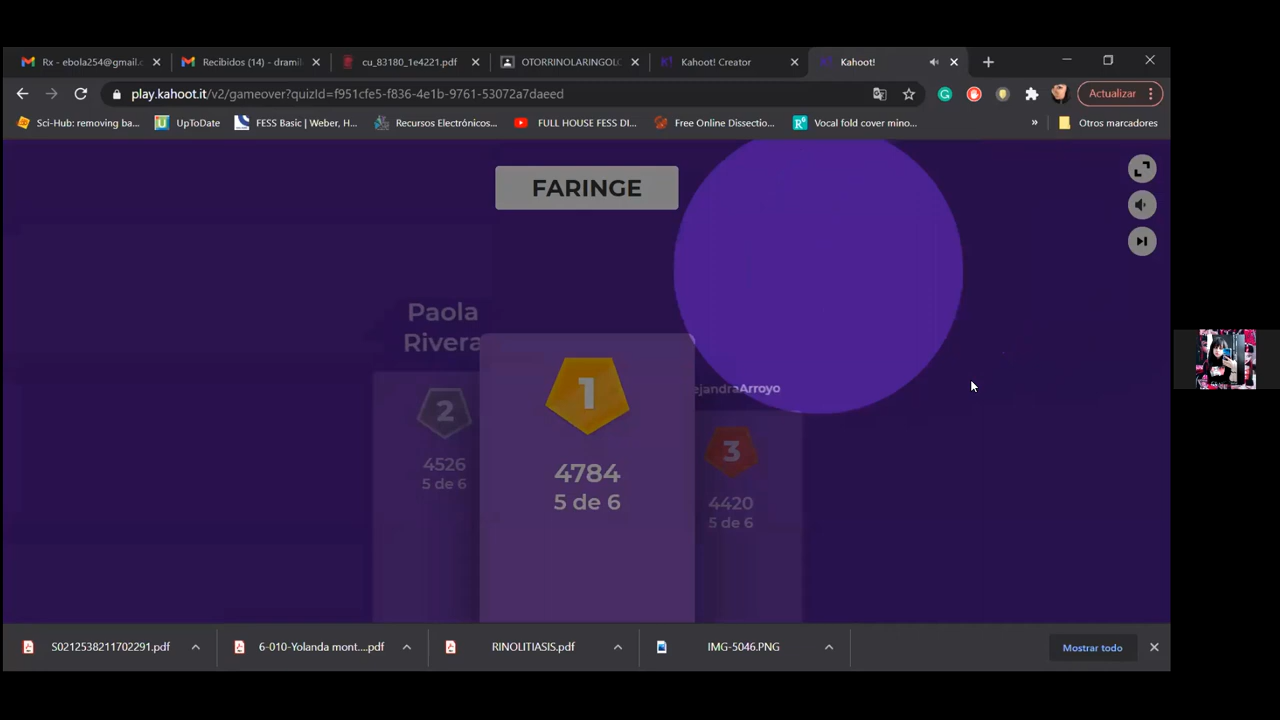 Rx - ebola254@gmail.c
Recibidos (14) - dramil
cu_83180_1e4221.pdf
OTORRINOLARINGOLO
Kahoot! Creator
Kahoot!
play.kahoot.it/v2/gameover?quizId=f951cfe5-f836-4e1b-9761-53072a7daeed
Actualizar
Sci-Hub: removing ba...
UpToDate
FESS Basic | Weber, H...
Recursos Electrónicos...
FULL HOUSE FESS DI...
Free Online Dissectio...
Vocal fold cover mino...
»
Otros marcadores
FARINGE
Paola
Rivera
2
4526
5 de 6
1
4784
5 de 6
ejandraArroyo
3
4420
5 de 6
S0212538211702291.pdf
6-010-Yolanda mont....pdf
RINOLITIASIS.pdf
IMG-5046.PNG
Mostrar todo